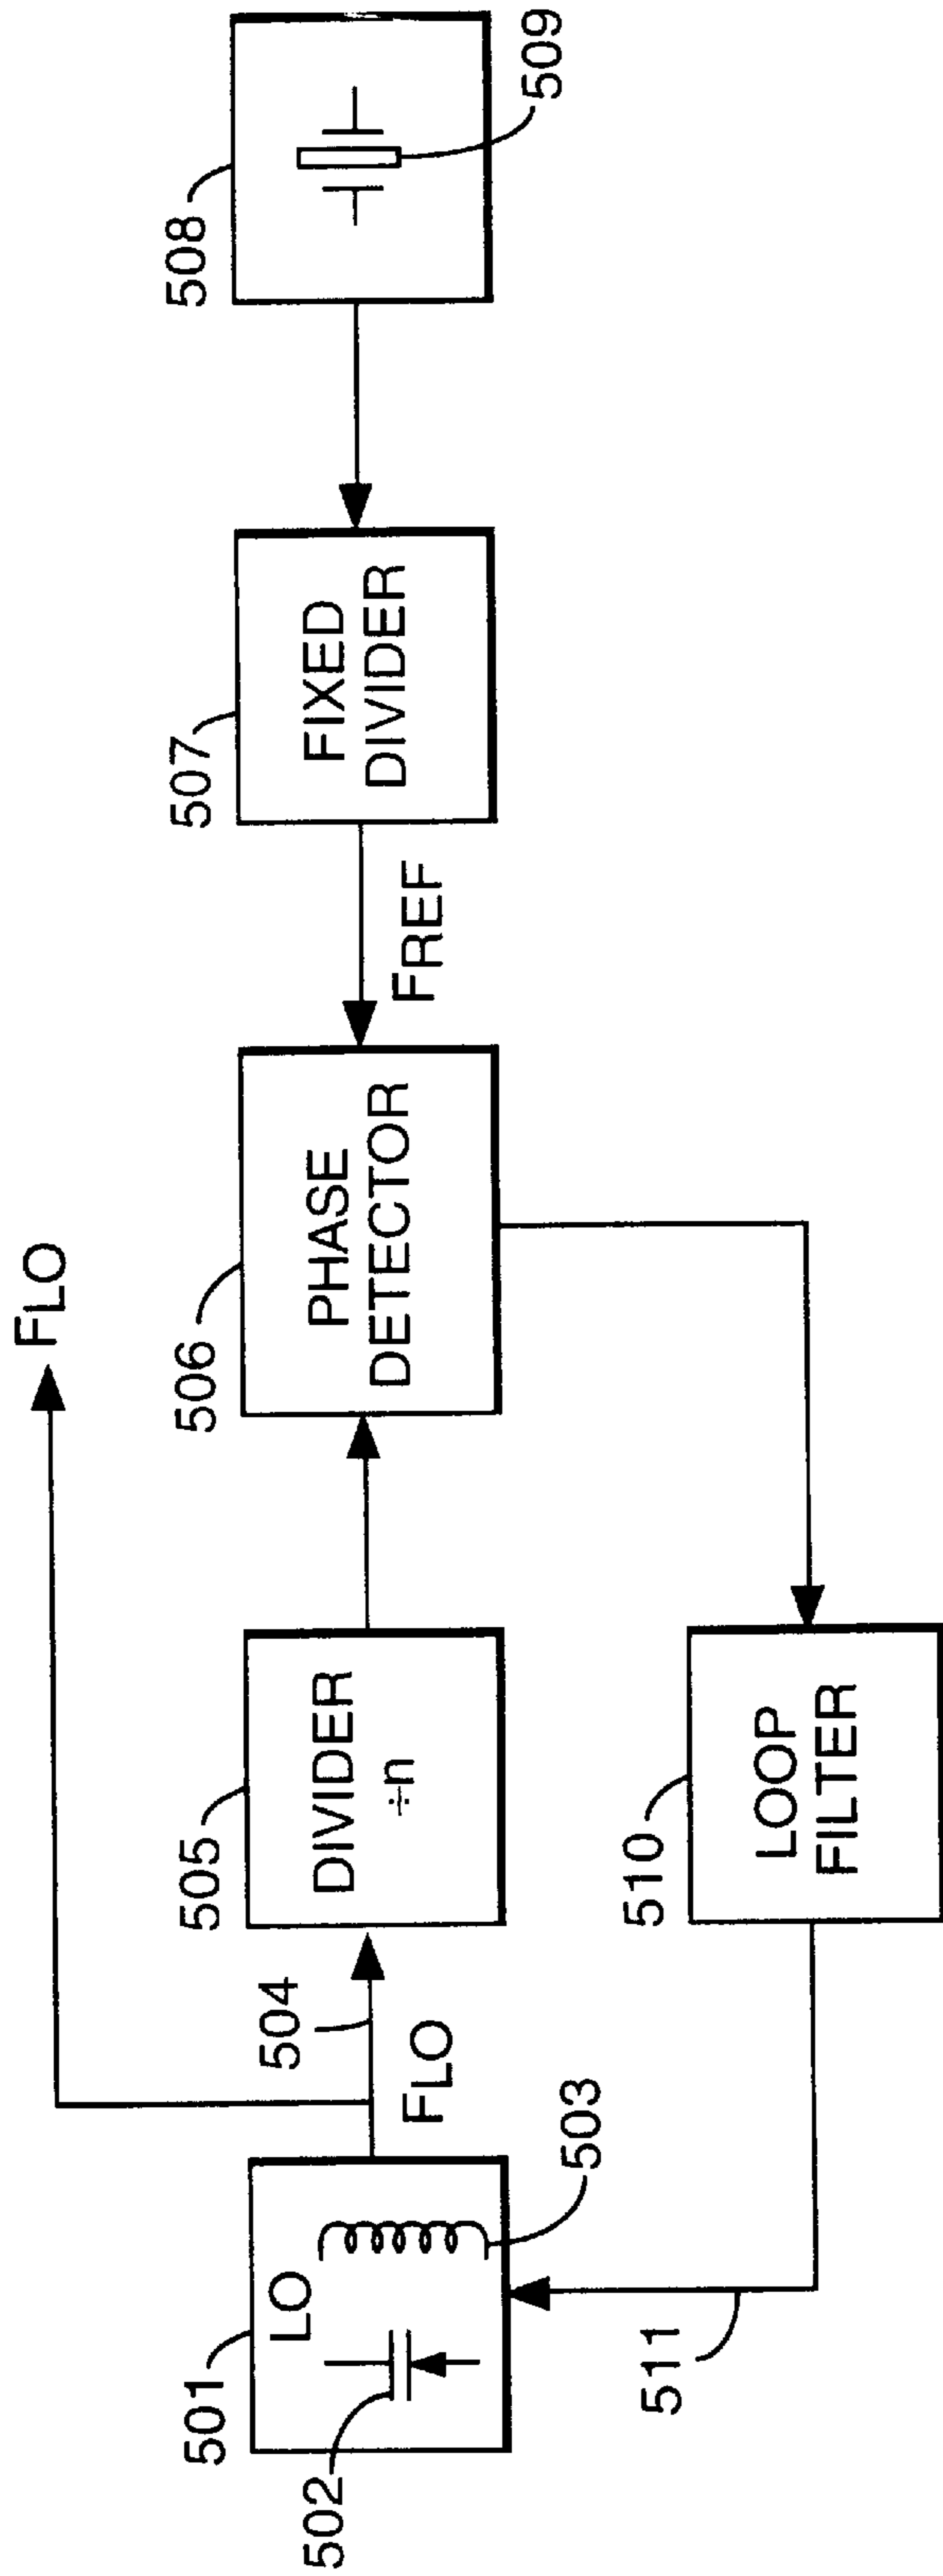 FLO
501
LO
502
503
504
FLO
505
DIVIDER
÷n
506
PHASE
DETECTOR
FREF
507
FIXED
DIVIDER
508
509
510
LOOP
FILTER
511